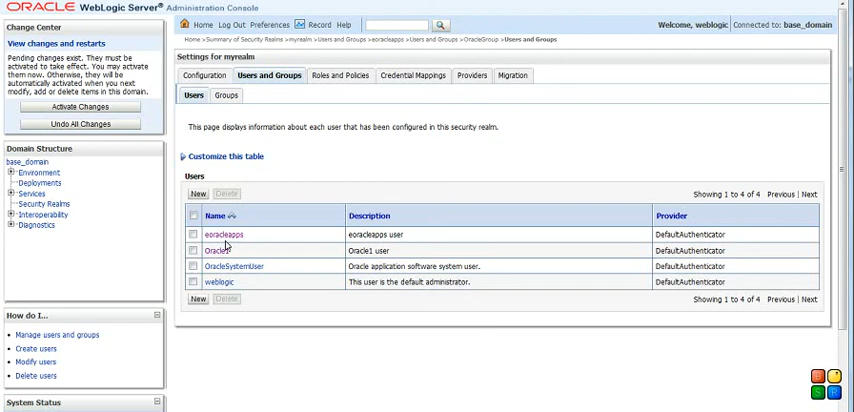 ORACLE WebLogic Server® Administration Console
Change Center
View changes and restarts
Pending changes exist. They must be
activated to take effect. You may activate
them now. Otherwise, they will be
automatically activated when you next
modify, add or delete items in this domain.
Activate Changes
Undo All Changes
Domain Structure
base_domain
Environment
Deployments
Services
Security Realms
Interoperability
Diagnostics
How do I...
Manage users and groups
Create users
Modify users
Delete users
System Status
Home Log Out Preferences Record Help
Welcome, weblogic Connected to: base_domain
Home >Summary of Security Realms >myrealm >Users and Groups >eoracleapps >Users and Groups >OracleGroup >Users and Groups
Settings for myrealm
Configuration Users and Groups Roles and Policies Credential Mappings Providers Migration
Users Groups
This page displays information about each user that has been configured in this security realm.
Customize this table
Users
New Delete Showing 1 to 4 of 4 Previous | Next
Name Description Provider
eoracleapps eoracleapps user DefaultAuthenticator
Oracle1 Oracle1 user DefaultAuthenticator
OracleSystemUser Oracle application software system user. DefaultAuthenticator
weblogic This user is the default administrator. DefaultAuthenticator
New Delete Showing 1 to 4 of 4 Previous | Next
E
S R